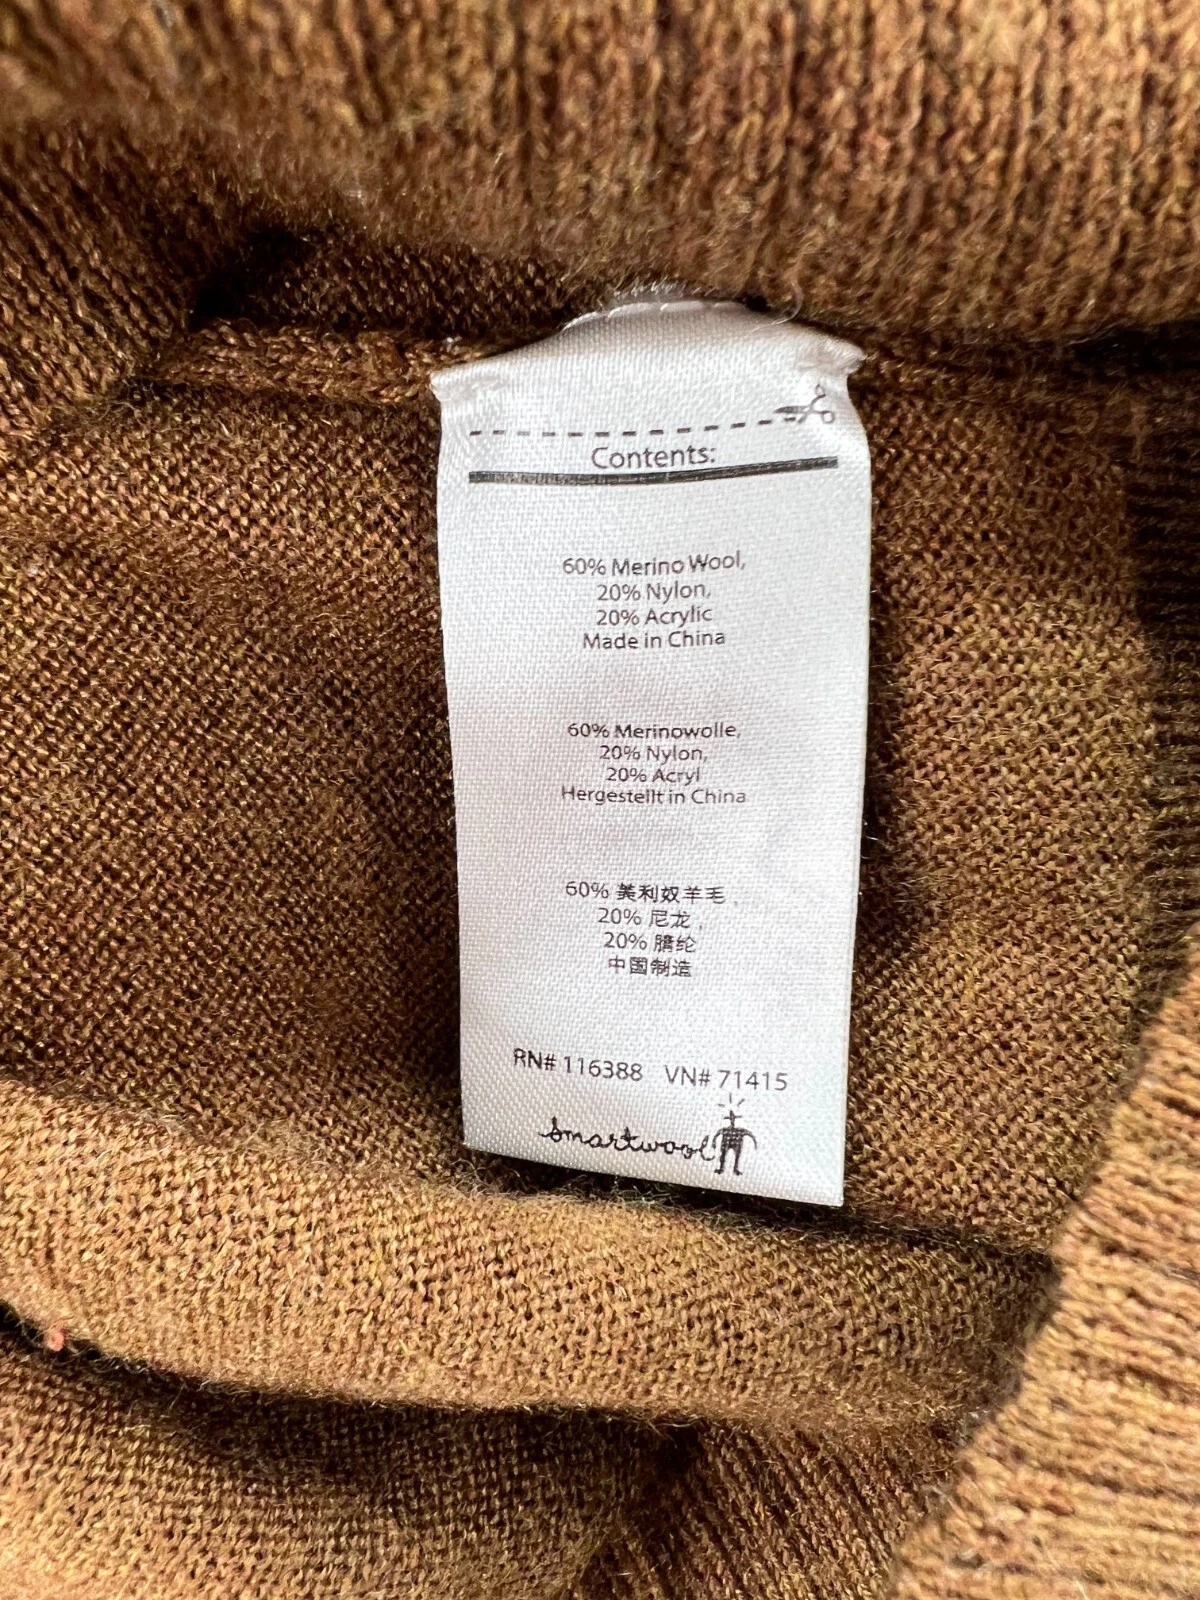 Contents:
60% Merino Wool,
20% Nylon,
20% Acrylic
Made in China
60% Merinowolle,
20% Nylon,
20% Acryl
Hergestellt in China
60% 美利奴羊毛
20% 尼龙,
20% 腈纶
中国制造
RN# 116388 VN# 71415
smartwool